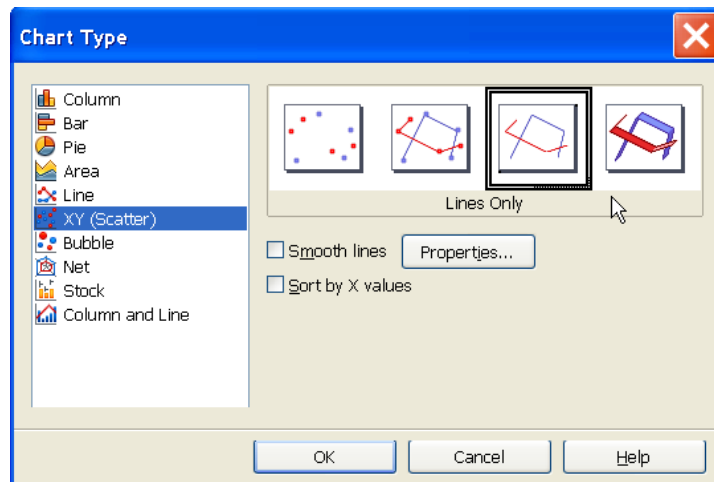 Chart Type
Column
Bar
Pie
Area
Line
XY (Scatter)
Bubble
Net
Stock
Column and Line
Lines Only
Smooth lines
Properties...
Sort by X values
OK
Cancel
Help